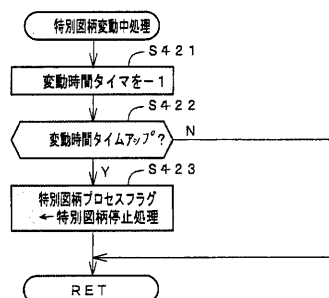 特別図柄変動中処理
S421
変動時間タイマを－1
S422
変動時間タイムアップ?
N
Y
S423
特別図柄プロセスフラグ
←特別図柄停止処理
RET